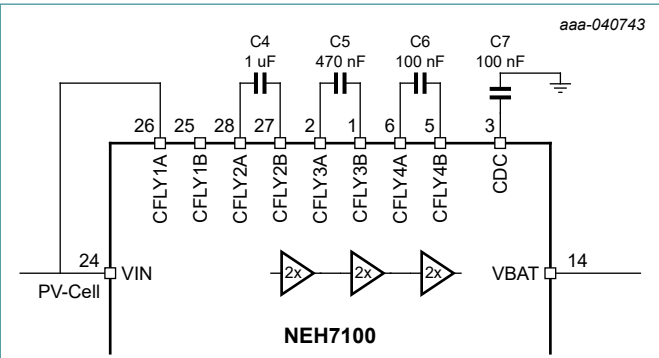 aaa-040743
C4 C5 C6 C7
1 uF 470 nF 100 nF 100 nF
26 25 28 27 2 1 6 5 3
CFLY1A CFLY1B CFLY2A CFLY2B CFLY3A CFLY3B CFLY4A CFLY4B CDC
24 VIN 2x 2x 2x VBAT 14
PV-Cell
NEH7100